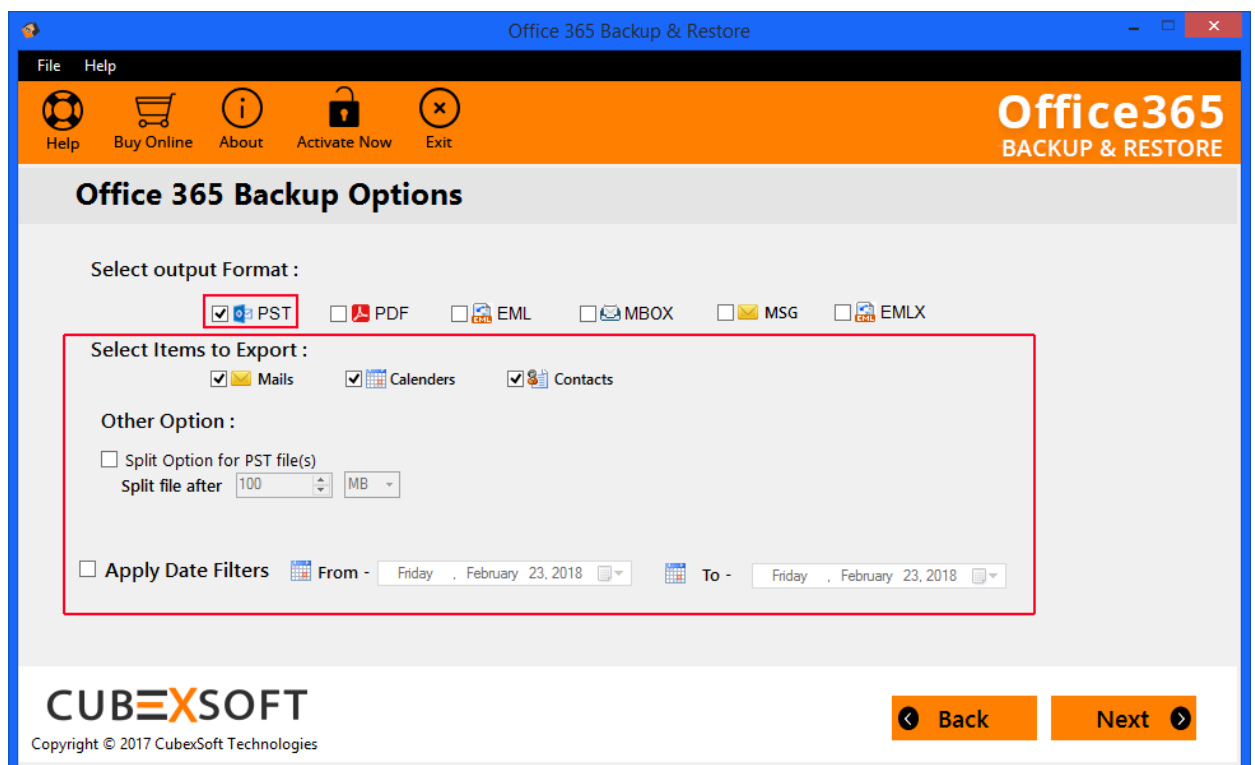 Office 365 Backup & Restore
File Help
Help Buy Online About Activate Now Exit
Office365
BACKUP & RESTORE
Office 365 Backup Options
Select output Format :
PST PDF EML MBOX MSG EMLX
Select Items to Export :
Mails Calenders Contacts
Other Option :
Split Option for PST file(s)
Split file after 100 MB
Apply Date Filters From - Friday , February 23, 2018 To - Friday , February 23, 2018
CUBEXSOFT
Back Next
Copyright © 2017 CubexSoft Technologies